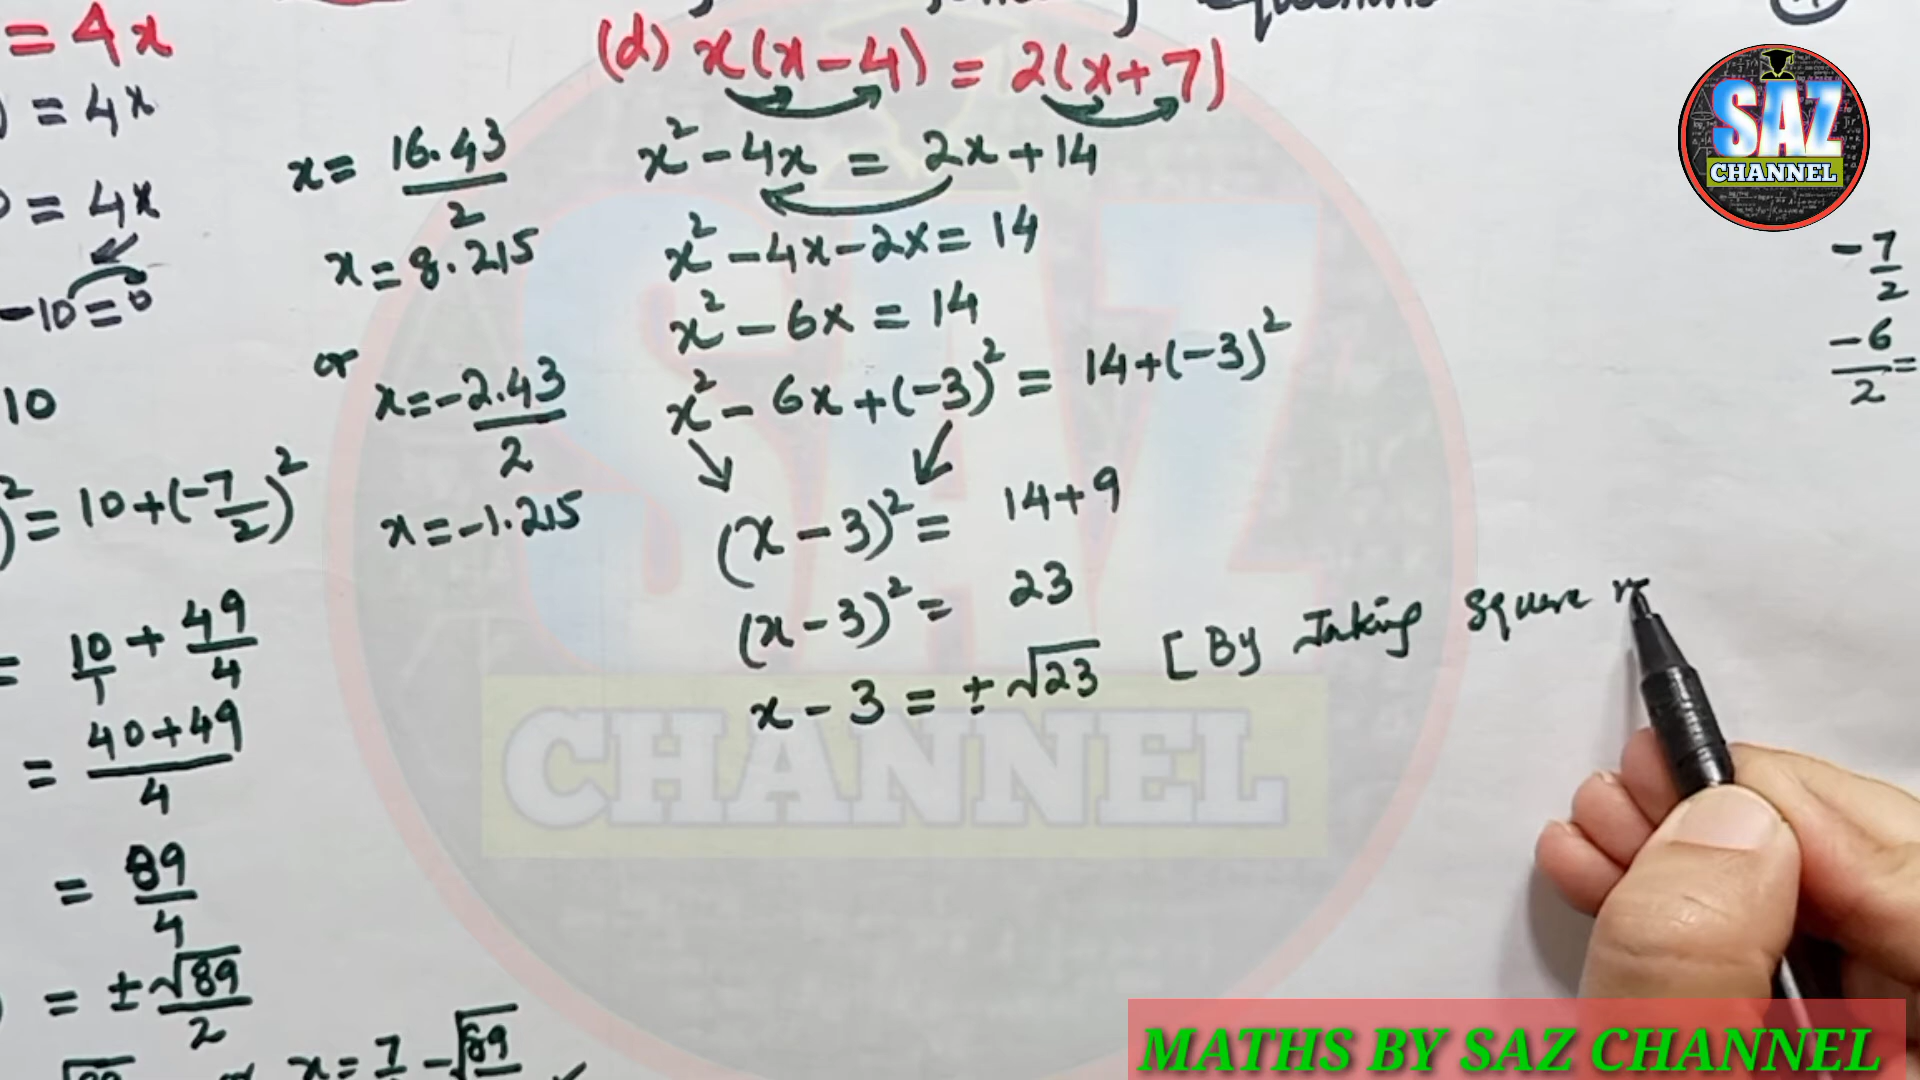 = 4x
) = 4x
= 4x
-10 = 0
10
)² = 10 + (-7/2)²
= 10/1 + 49/4
= 40+49/4
= 89/4
= ±√89/2
x = 7/ - √89/
x = 16.43/2
x = 8.215
or
x = -2.43/2
x = -1.215
(d) x(x-4) = 2(x+7)
x² - 4x = 2x + 14
x² - 4x - 2x = 14
x² - 6x = 14
x² - 6x + (-3)² = 14 + (-3)²
(x - 3)² = 14 + 9
(x - 3)² = 23
x - 3 = ± √23 [By Taking Square
-7/2
-6/2 =
SAZ
CHANNEL
SAZ
CHANNEL
MATHS BY SAZ CHANNEL